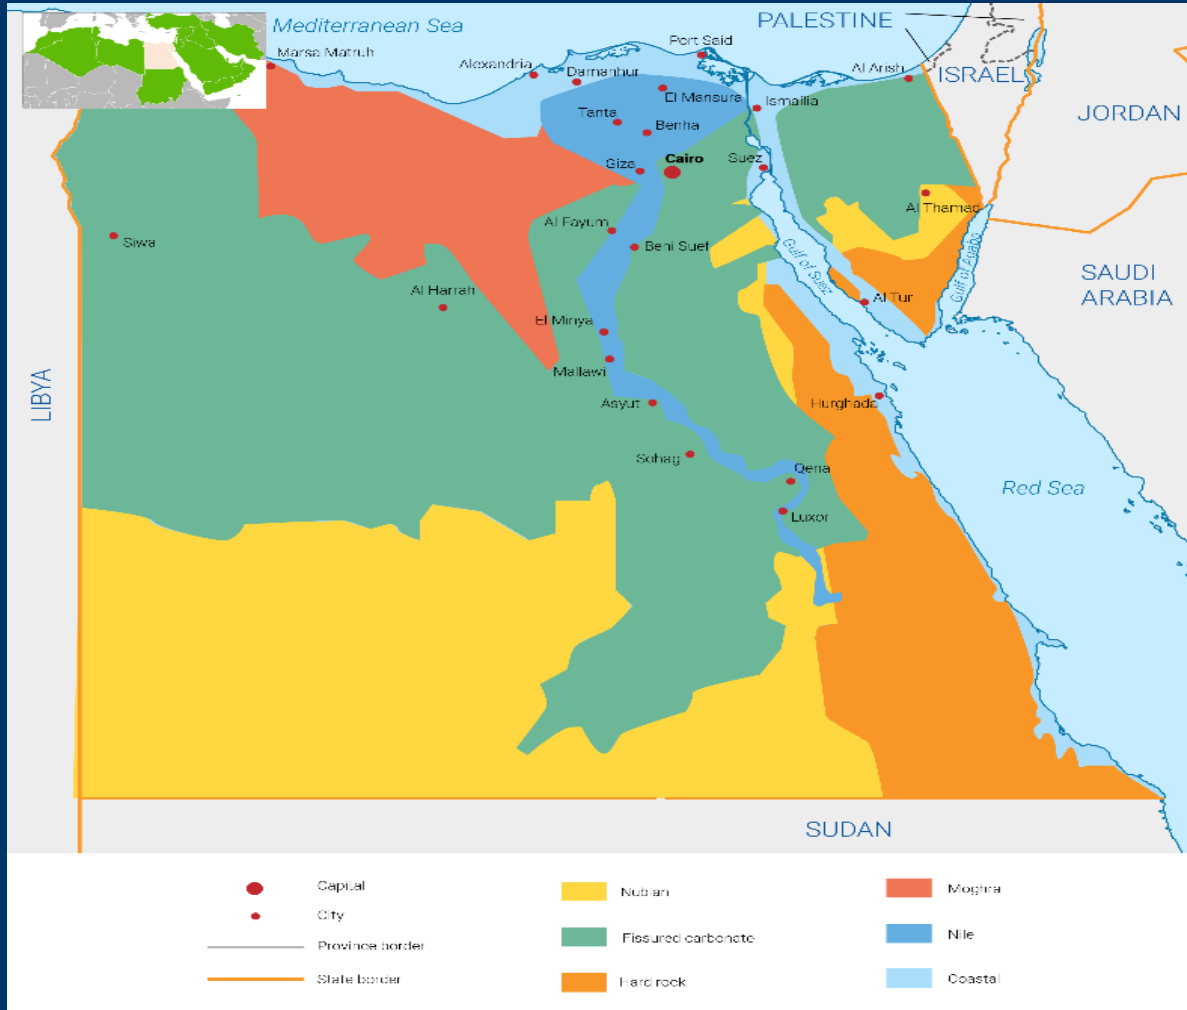 Mediterranean Sea
PALESTINE
Marsa Matruh
Port Said
Alexandria
Damanhur
Al Arish
ISRAEL
El Mansura
Ismailia
Tanta
JORDAN
Benha
Giza
Cairo
Suez
Al Thamad
Al Fayum
Siwa
Beni Suef
Gulf of Suez
Gulf of Aqaba
SAUDI
ARABIA
Al Harrah
Al Tur
El Minya
Mallawi
LIBYA
Asyut
Hurghada
Sohag
Qena
Red Sea
Luxor
SUDAN
Capital
City
Province border
State border
Nubian
Fissured carbonate
Hard rock
Moghra
Nile
Coastal